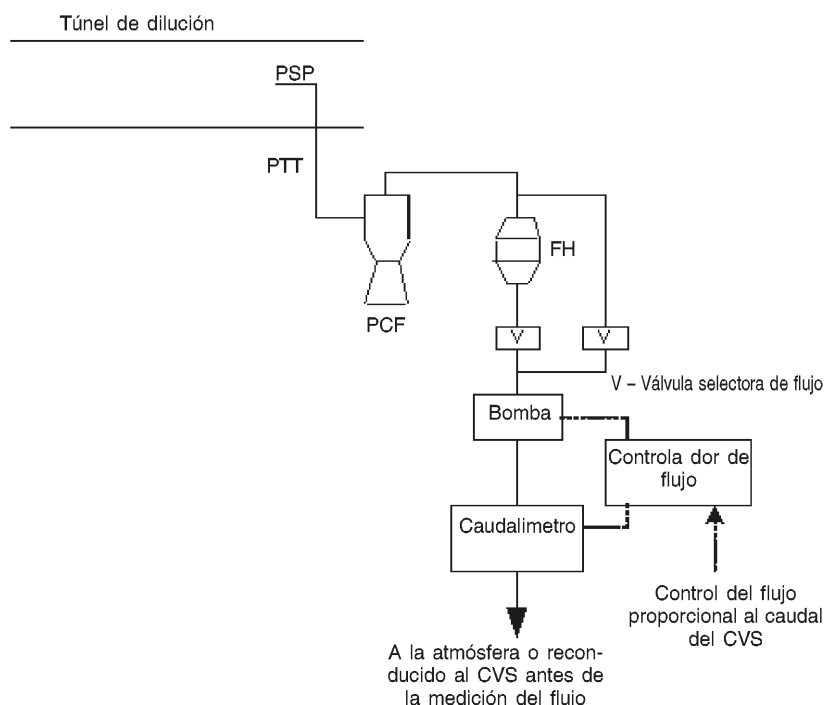 Túnel de dilución
PSP
PTT
FH
PCF
V
V
V – Válvula selectora de flujo
Bomba
Controla dor de
flujo
Caudalimetro
Control del flujo
proporcional al caudal
del CVS
A la atmósfera o recon-
ducido al CVS antes de
la medición del flujo